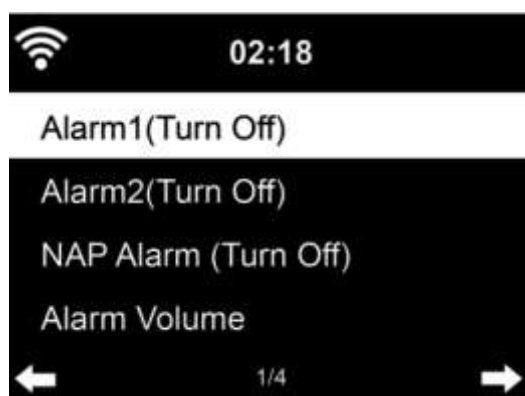 02:18
Alarm1(Turn Off)
Alarm2(Turn Off)
NAP Alarm (Turn Off)
Alarm Volume
1/4